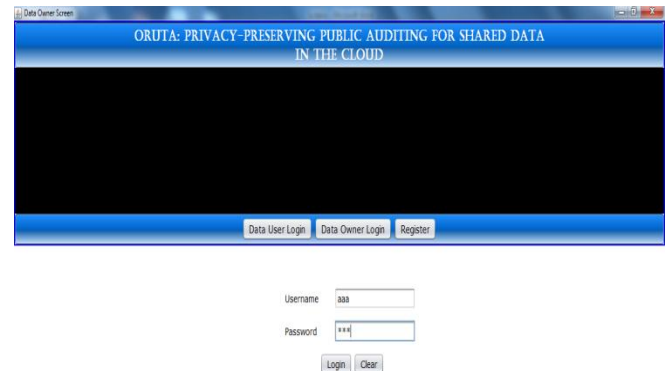 Data Owner Screen
ORUTA: PRIVACY-PRESERVING PUBLIC AUDITING FOR SHARED DATA
IN THE CLOUD
Data User Login Data Owner Login Register
Username aaa
Password ***
Login Clear